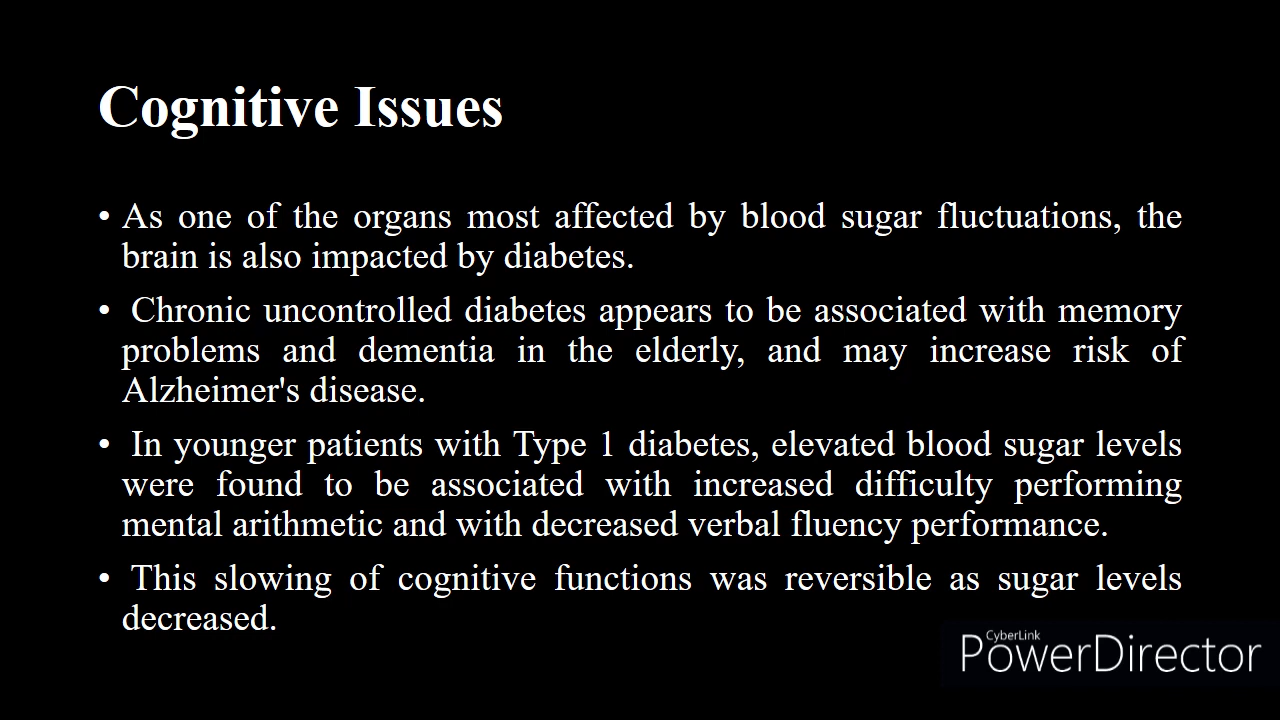 Cognitive Issues
• As one of the organs most affected by blood sugar fluctuations, the
brain is also impacted by diabetes.
• Chronic uncontrolled diabetes appears to be associated with memory
problems and dementia in the elderly, and may increase risk of
Alzheimer's disease.
• In younger patients with Type 1 diabetes, elevated blood sugar levels
were found to be associated with increased difficulty performing
mental arithmetic and with decreased verbal fluency performance.
• This slowing of cognitive functions was reversible as sugar levels
decreased.
CyberLink
PowerDirector